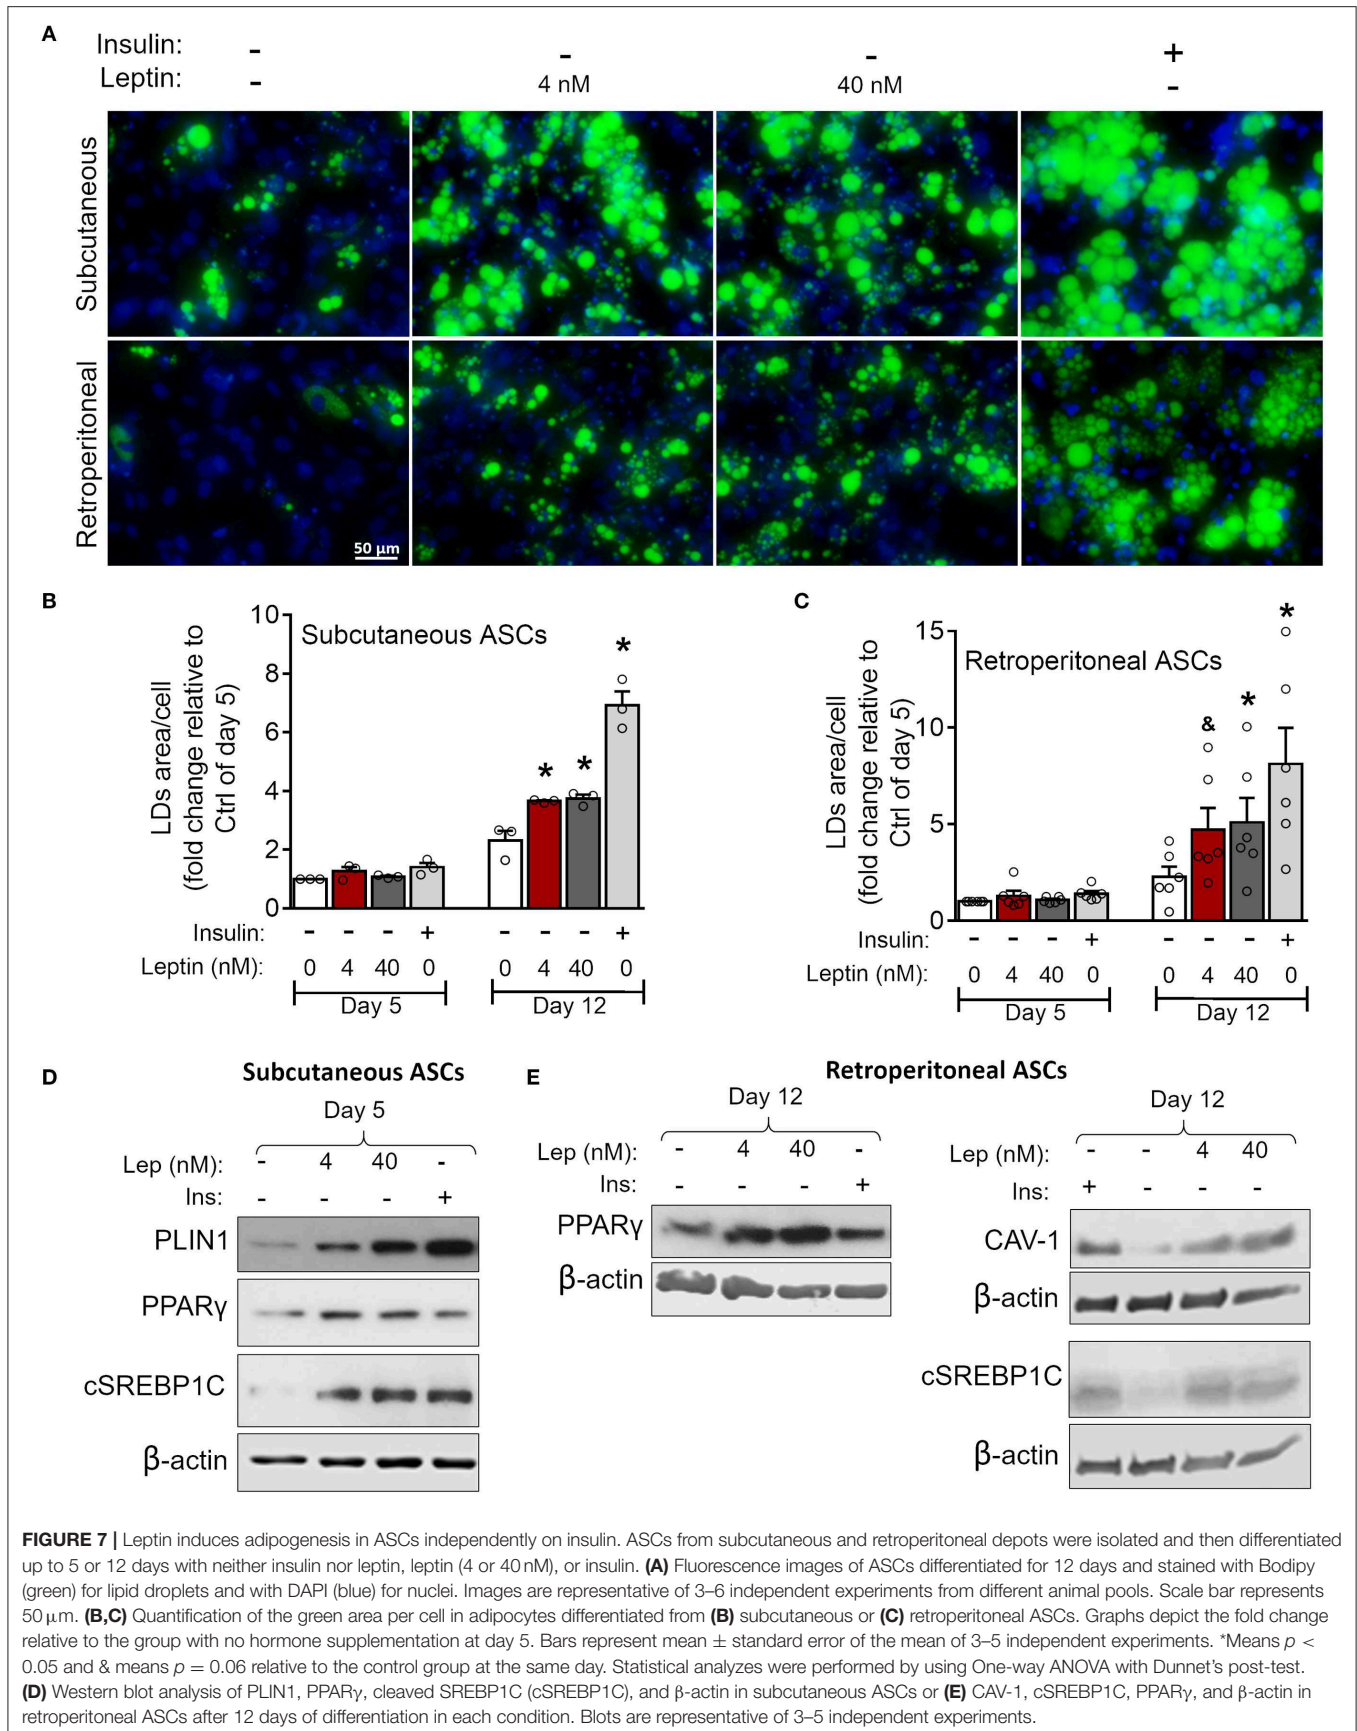 A
Insulin: - - - +
Leptin: - 4 nM 40 nM -
Subcutaneous
Retroperitoneal
50 µm
B
LDs area/cell
(fold change relative to
Ctrl of day 5)
10
8
6
4
2
0
Subcutaneous ASCs
* * *
Insulin: - - - + - - - +
Leptin (nM): 0 4 40 0 0 4 40 0
Day 5 Day 12
C
LDs area/cell
(fold change relative to
Ctrl of day 5)
15
10
5
0
Retroperitoneal ASCs
& * *
Insulin: - - - + - - - +
Leptin (nM): 0 4 40 0 0 4 40 0
Day 5 Day 12
D
Subcutaneous ASCs
Day 5
Lep (nM): - 4 40 -
Ins: - - - +
PLIN1
PPARγ
cSREBP1C
β-actin
E
Retroperitoneal ASCs
Day 12
Lep (nM): - 4 40 -
Ins: - - - +
PPARγ
β-actin
Day 12
Lep (nM): - - 4 40
Ins: + - - -
CAV-1
β-actin
cSREBP1C
β-actin
FIGURE 7 | Leptin induces adipogenesis in ASCs independently on insulin. ASCs from subcutaneous and retroperitoneal depots were isolated and then differentiated
up to 5 or 12 days with neither insulin nor leptin, leptin (4 or 40 nM), or insulin. (A) Fluorescence images of ASCs differentiated for 12 days and stained with Bodipy
(green) for lipid droplets and with DAPI (blue) for nuclei. Images are representative of 3–6 independent experiments from different animal pools. Scale bar represents
50 µm. (B,C) Quantification of the green area per cell in adipocytes differentiated from (B) subcutaneous or (C) retroperitoneal ASCs. Graphs depict the fold change
relative to the group with no hormone supplementation at day 5. Bars represent mean ± standard error of the mean of 3–5 independent experiments. *Means p <
0.05 and & means p = 0.06 relative to the control group at the same day. Statistical analyzes were performed by using One-way ANOVA with Dunnet's post-test.
(D) Western blot analysis of PLIN1, PPARγ, cleaved SREBP1C (cSREBP1C), and β-actin in subcutaneous ASCs or (E) CAV-1, cSREBP1C, PPARγ, and β-actin in
retroperitoneal ASCs after 12 days of differentiation in each condition. Blots are representative of 3–5 independent experiments.